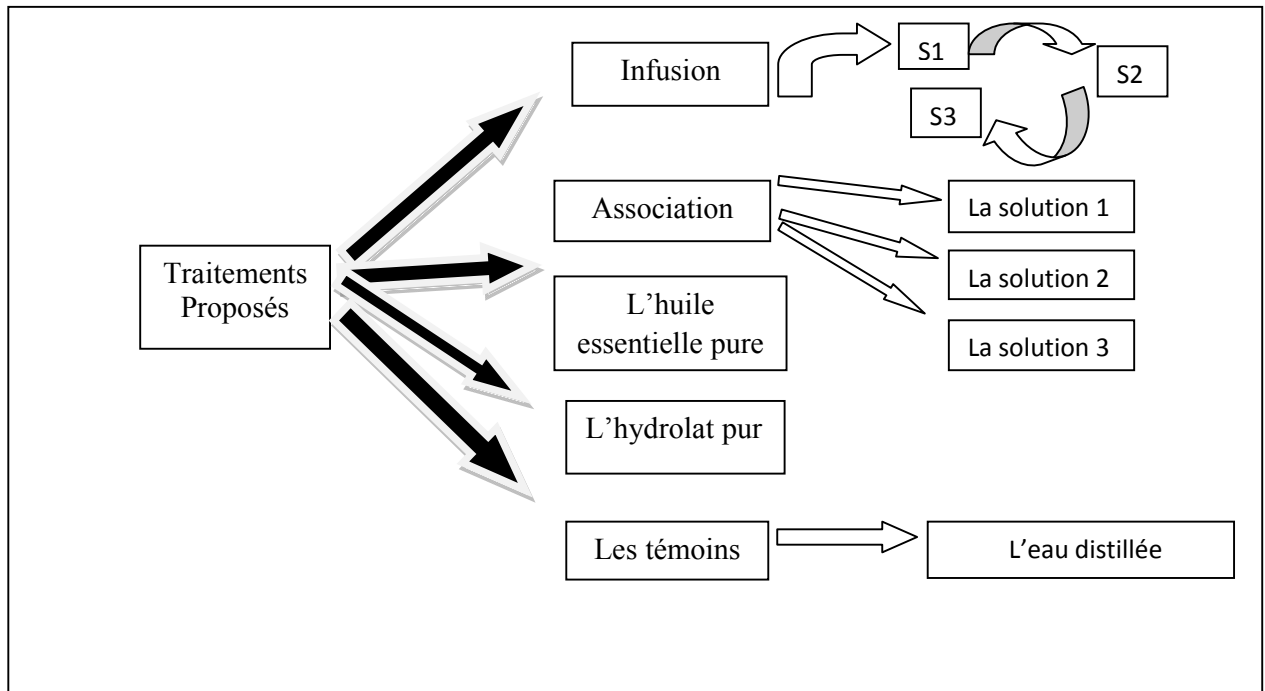 Traitements
Proposés
Infusion
S1
S2
S3
Association
La solution 1
La solution 2
La solution 3
L’huile
essentielle pure
L’hydrolat pur
Les témoins
L’eau distillée